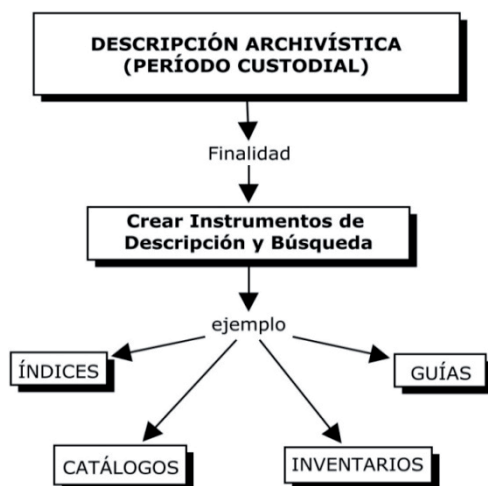 DESCRIPCIÓN ARCHIVÍSTICA
(PERÍODO CUSTODIAL)
Finalidad
Crear Instrumentos de
Descripción y Búsqueda
ejemplo
ÍNDICES
GUÍAS
CATÁLOGOS
INVENTARIOS